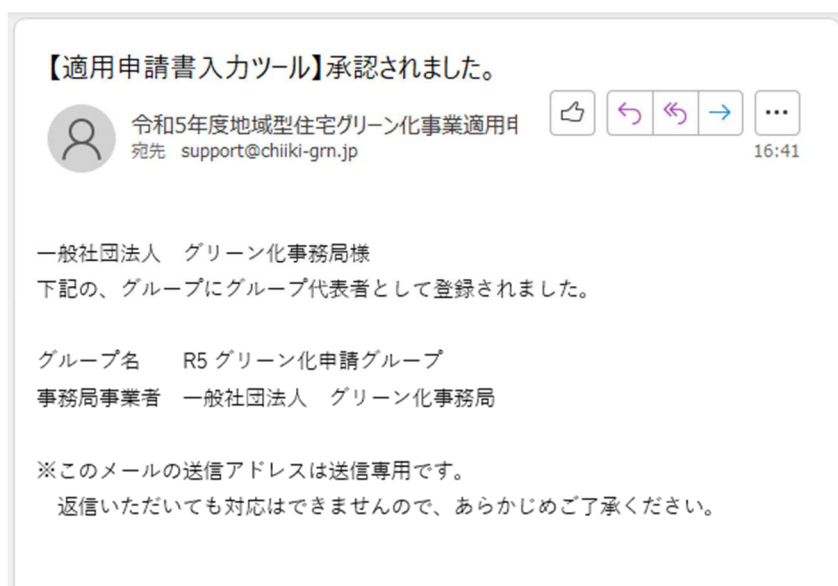 【適用申請書入力ツール】承認されました。
令和5年度地域型住宅グリーン化事業適用申
宛先 support@chiiki-grn.jp
16:41
一般社団法人　グリーン化事務局様
下記の、グループにグループ代表者として登録されました。
グループ名　　R5 グリーン化申請グループ
事務局事業者　一般社団法人　グリーン化事務局
※このメールの送信アドレスは送信専用です。
返信いただいても対応はできませんので、あらかじめご了承ください。